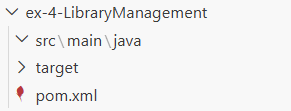 ex-4-LibraryManagement
src\main\java
target
pom.xml